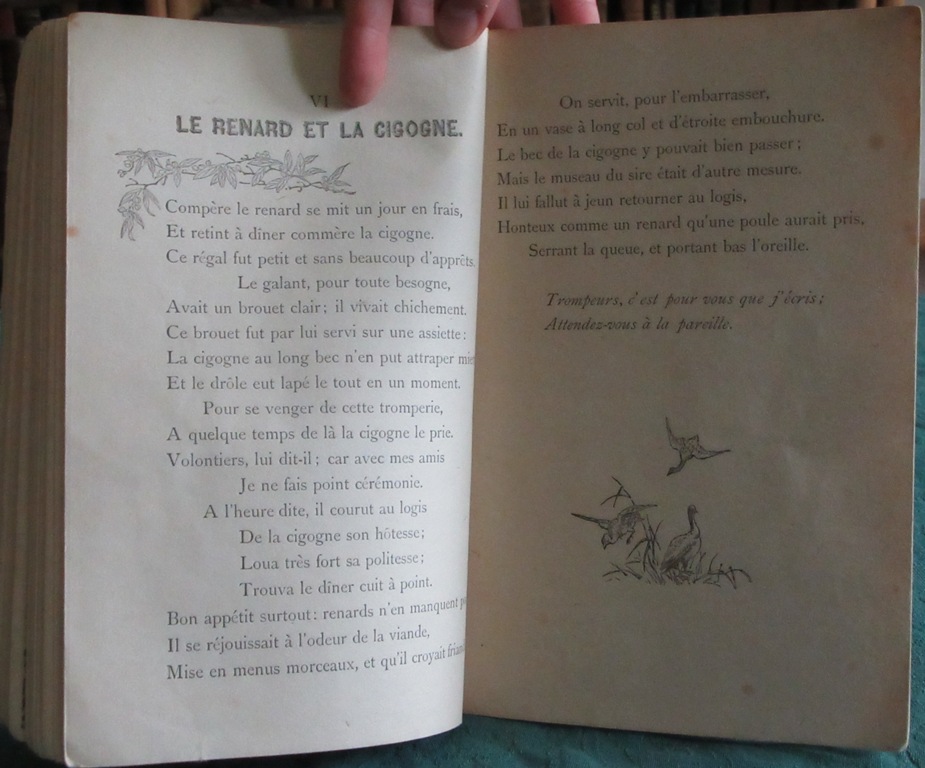 VI
LE RENARD ET LA CIGOGNE.
Compère le renard se mit un jour en frais,
Et retint à dîner commère la cigogne.
Ce régal fut petit et sans beaucoup d'apprêts.
Le galant, pour toute besogne,
Avait un brouet clair; il vivait chichement.
Ce brouet fut par lui servi sur une assiette:
La cigogne au long bec n'en put attraper
Et le drôle eut lapé le tout en un moment.
Pour se venger de cette tromperie,
A quelque temps de là la cigogne le prie.
Volontiers, lui dit-il; car avec mes amis
Je ne fais point cérémonie.
A l'heure dite, il courut au logis
De la cigogne son hôtesse;
Loua très fort sa politesse;
Trouva le dîner cuit à point.
Bon appétit surtout: renards n'en manquent
Il se réjouissait à l'odeur de la viande,
Mise en menus morceaux, et qu'il croyait
On servit, pour l'embarrasser,
En un vase à long col et d'étroite embouchure.
Le bec de la cigogne y pouvait bien passer;
Mais le museau du sire était d'autre mesure.
Il lui fallut à jeun retourner au logis,
Honteux comme un renard qu'une poule aurait pris,
Serrant la queue, et portant bas l'oreille.
Trompeurs, c'est pour vous que j'écris;
Attendez-vous à la pareille.